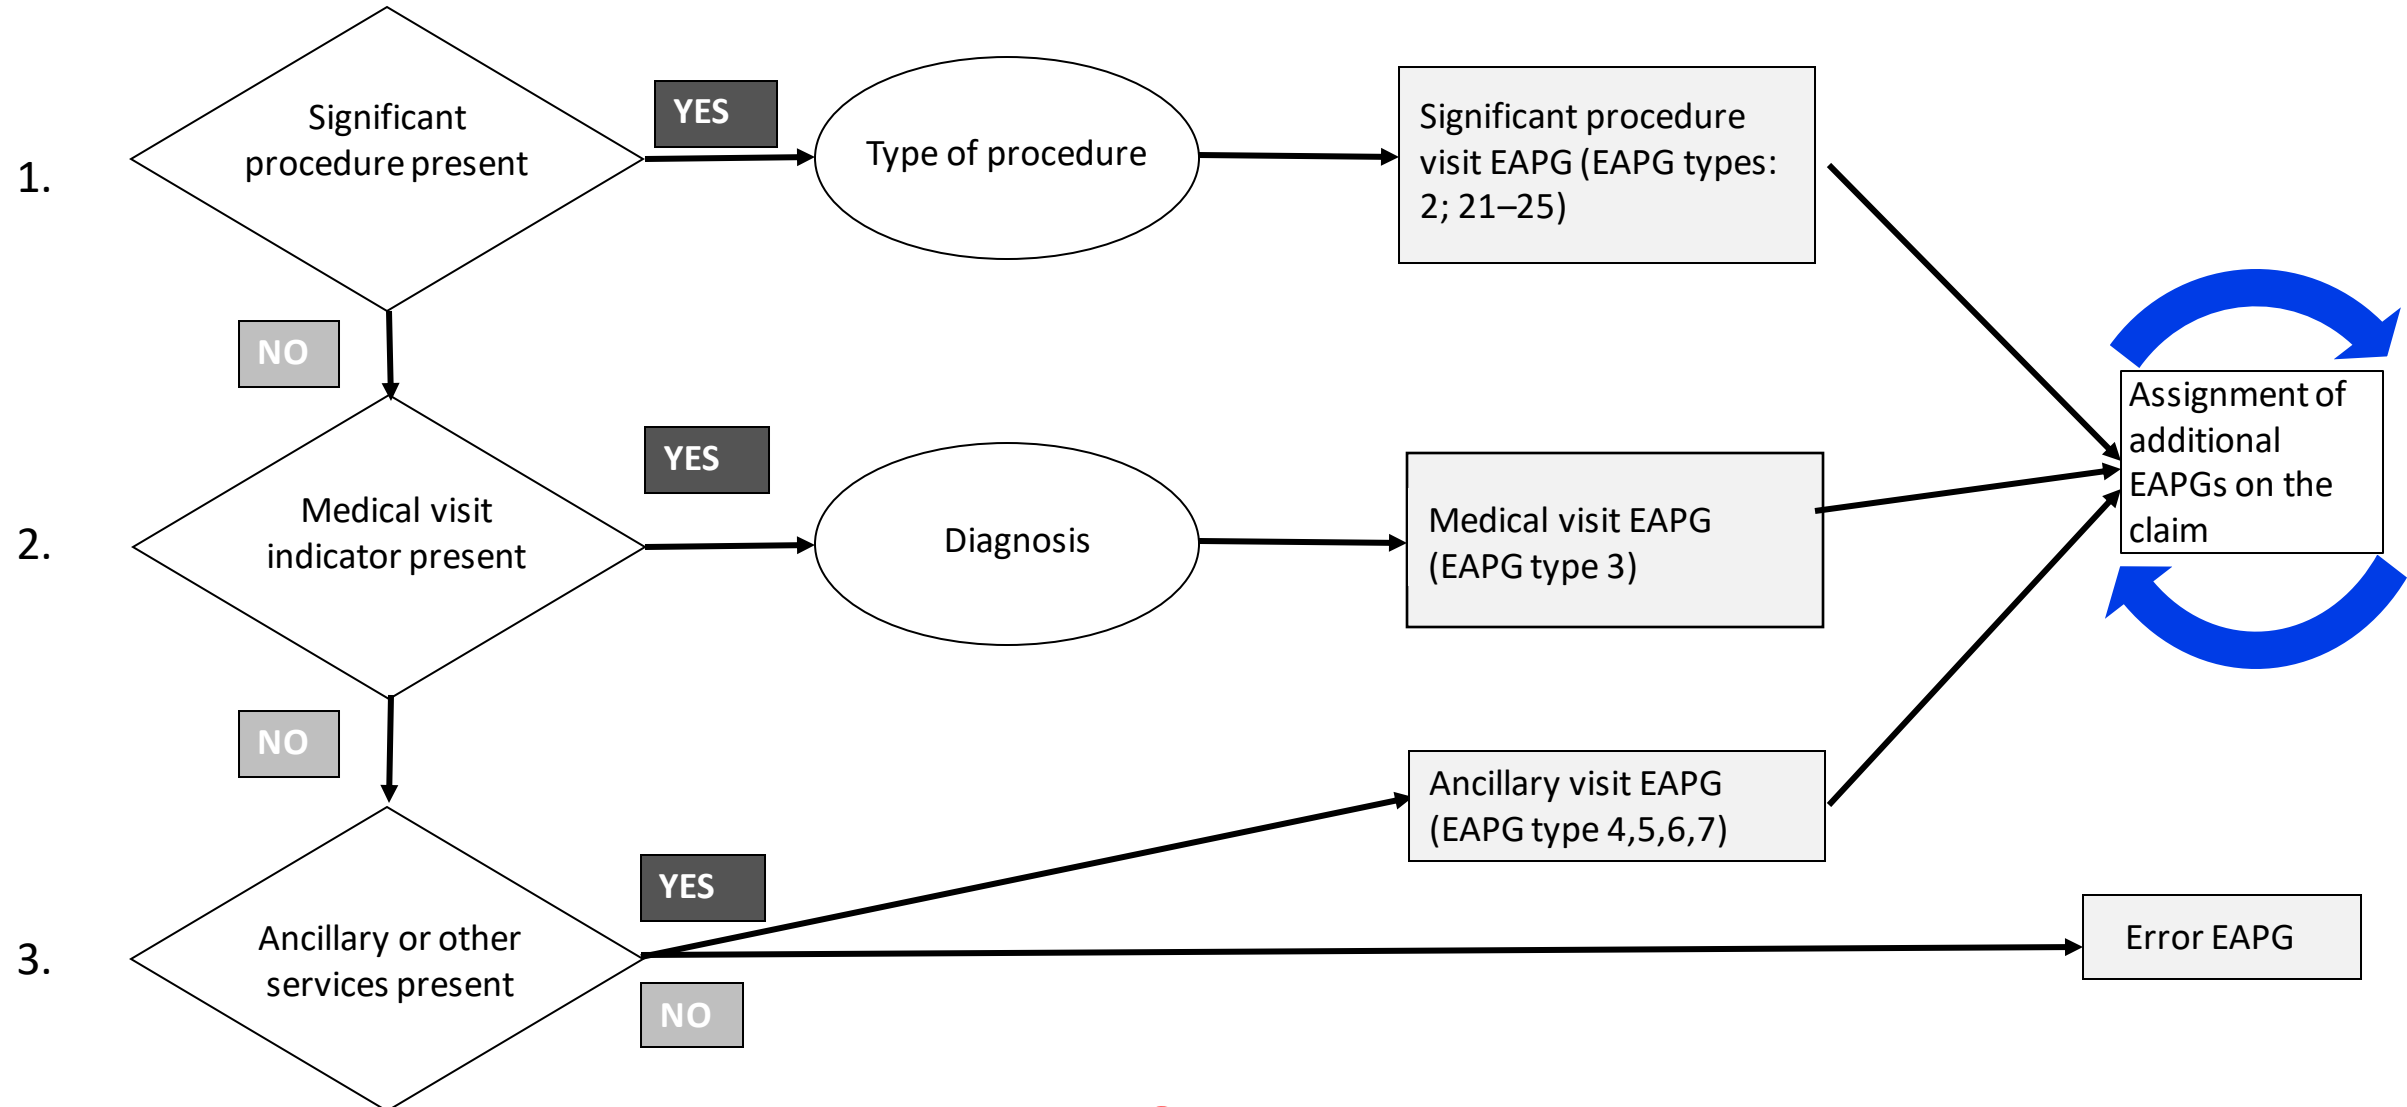 1.
Significant
procedure present
YES
Type of procedure
Significant procedure
visit EAPG (EAPG types:
2; 21–25)
NO
2.
Medical visit
indicator present
YES
Diagnosis
Medical visit EAPG
(EAPG type 3)
Assignment of
additional
EAPGs on the
claim
NO
3.
Ancillary or other
services present
YES
Ancillary visit EAPG
(EAPG type 4,5,6,7)
NO
Error EAPG